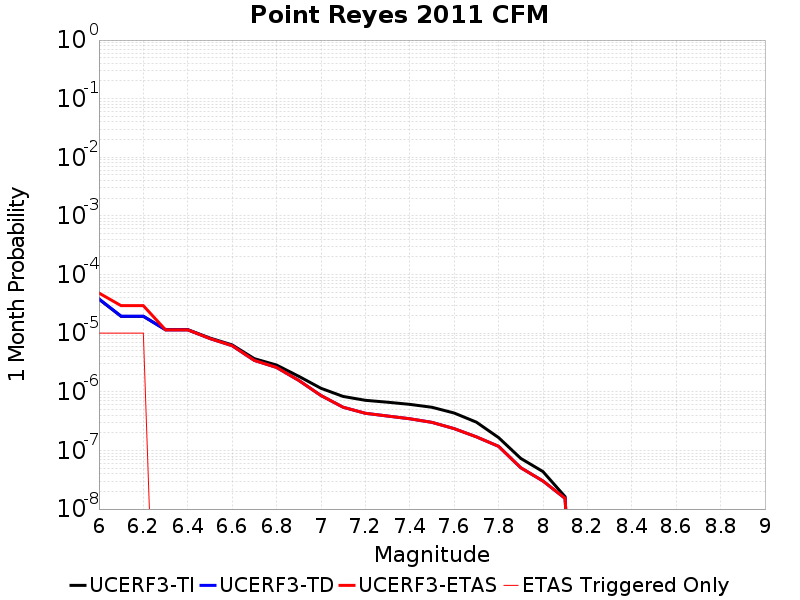 Point Reyes 2011 CFM
1 Month Probability
10^0
10^-1
10^-2
10^-3
10^-4
10^-5
10^-6
10^-7
10^-8
6 6.2 6.4 6.6 6.8 7 7.2 7.4 7.6 7.8 8 8.2 8.4 8.6 8.8 9
Magnitude
UCERF3-TI UCERF3-TD UCERF3-ETAS ETAS Triggered Only